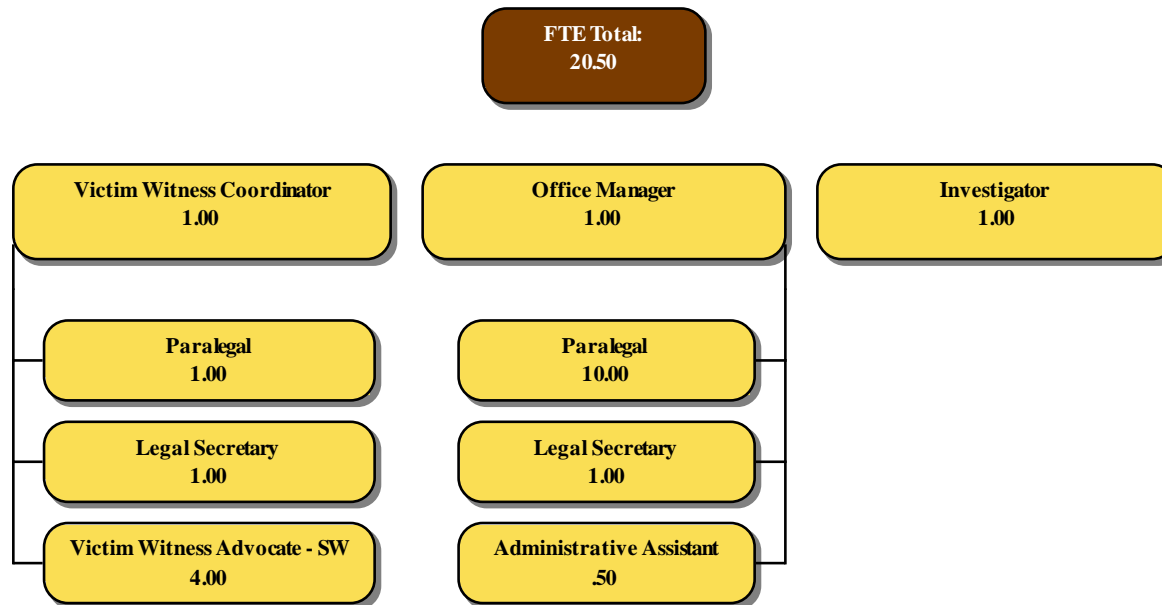 FTE Total:
20.50
Victim Witness Coordinator
1.00
Office Manager
1.00
Investigator
1.00
Paralegal
1.00
Paralegal
10.00
Legal Secretary
1.00
Legal Secretary
1.00
Victim Witness Advocate - SW
4.00
Administrative Assistant
.50